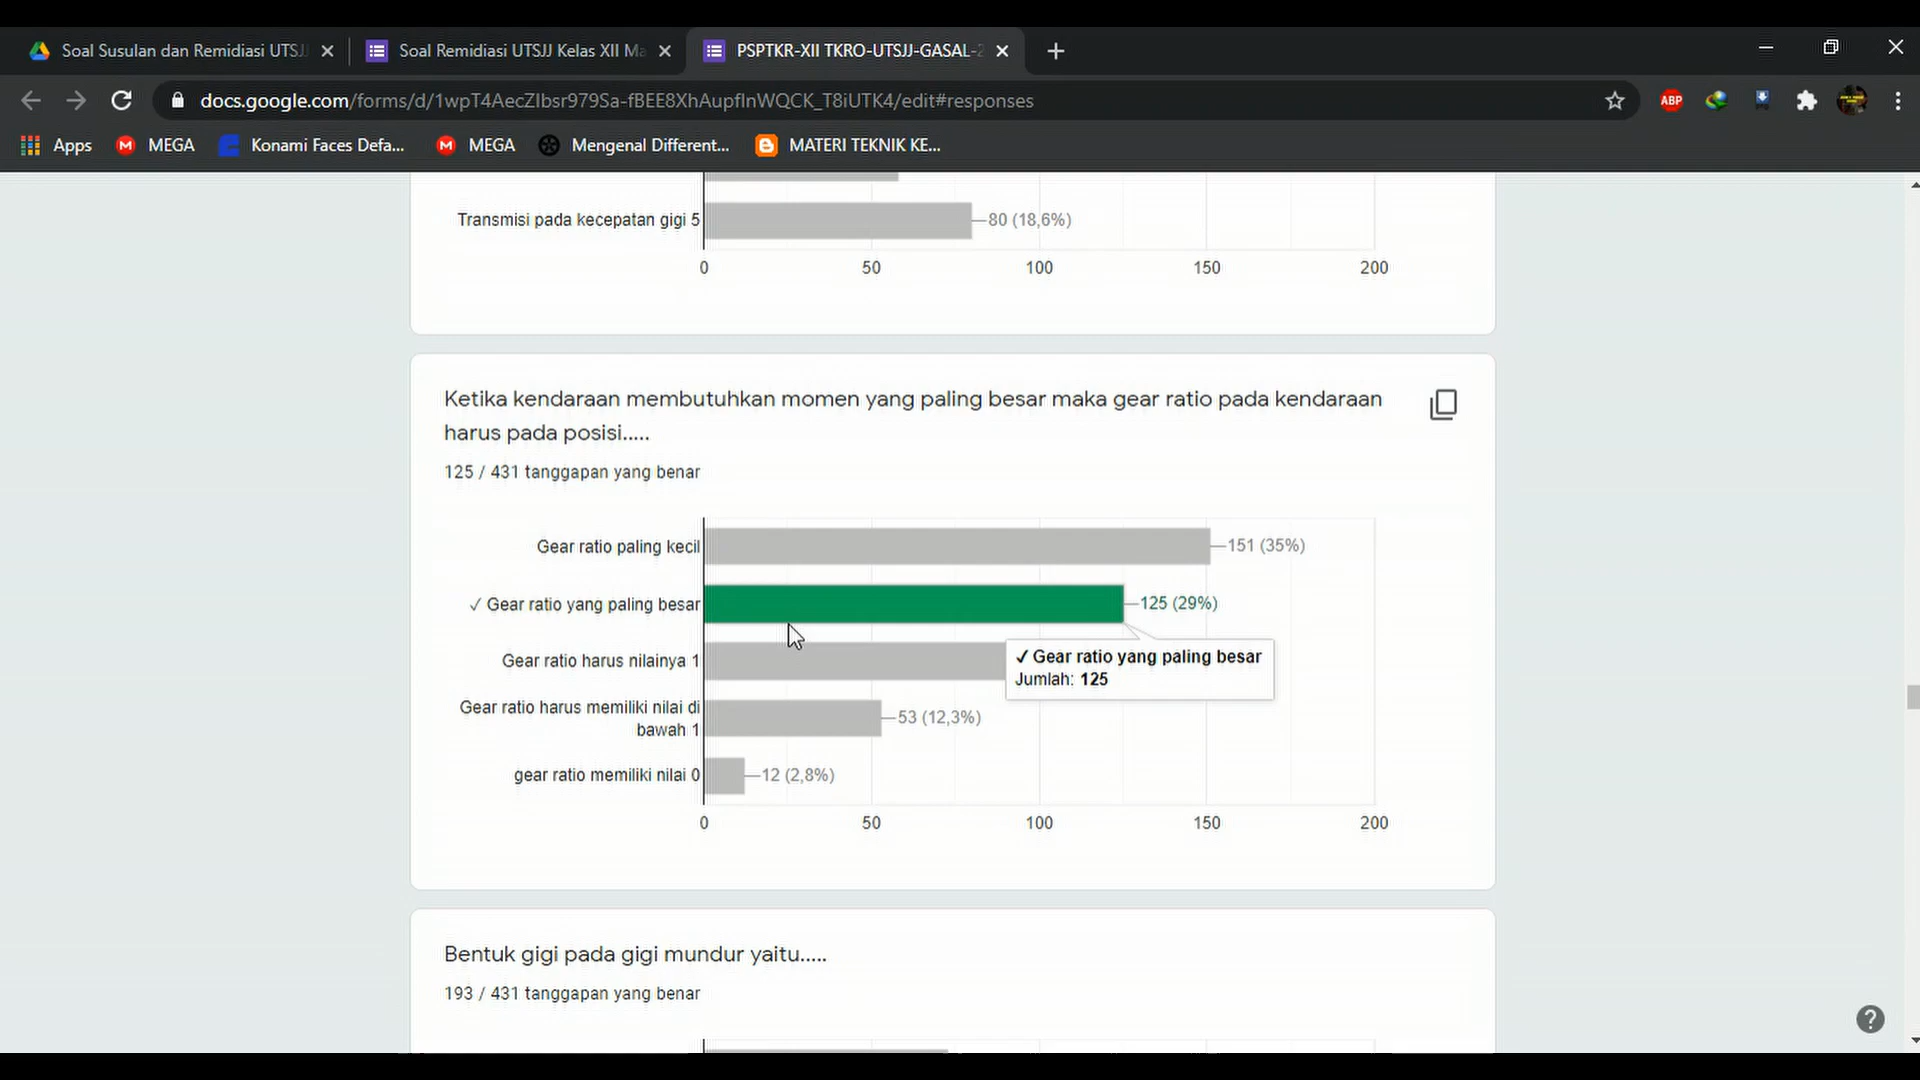 Soal Susulan dan Remidiasi UTSJ
Soal Remidiasi UTSJJ Kelas XII Ma
PSPTKR-XII TKRO-UTSJJ-GASAL-2
docs.google.com/forms/d/1wpT4AecZIbsr979Sa-fBEE8XhAupfInWQCK_T8iUTK4/edit#responses
ABP
Apps
MEGA
Konami Faces Defa...
MEGA
Mengenal Different...
MATERI TEKNIK KE...
Transmisi pada kecepatan gigi 5
80 (18,6%)
0 50 100 150 200
Ketika kendaraan membutuhkan momen yang paling besar maka gear ratio pada kendaraan
harus pada posisi.....
125 / 431 tanggapan yang benar
Gear ratio paling kecil
151 (35%)
✓ Gear ratio yang paling besar
125 (29%)
Gear ratio harus nilainya 1
✓ Gear ratio yang paling besar
Jumlah: 125
Gear ratio harus memiliki nilai di
bawah 1
53 (12,3%)
gear ratio memiliki nilai 0
12 (2,8%)
0 50 100 150 200
Bentuk gigi pada gigi mundur yaitu.....
193 / 431 tanggapan yang benar